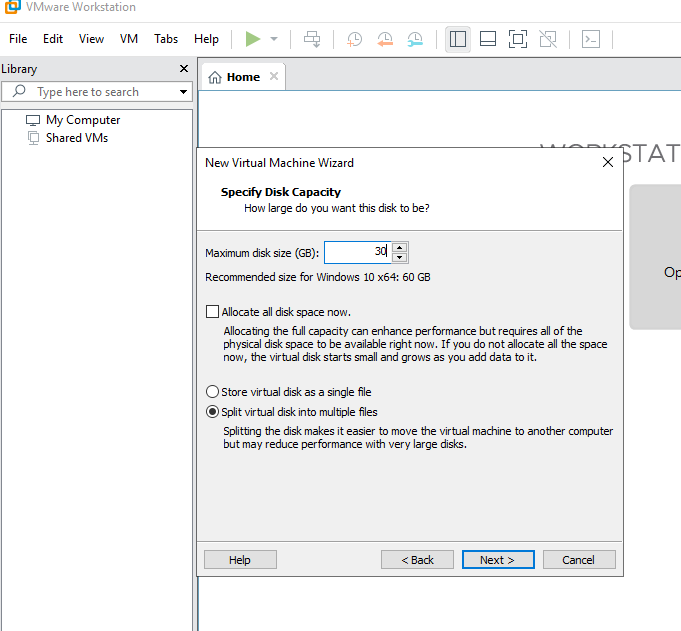 VMware Workstation
File Edit View VM Tabs Help
Library
Type here to search
My Computer
Shared VMs
Home
New Virtual Machine Wizard
Specify Disk Capacity
How large do you want this disk to be?
Maximum disk size (GB): 30
Recommended size for Windows 10 x64: 60 GB
Allocate all disk space now.
Allocating the full capacity can enhance performance but requires all of the
physical disk space to be available right now. If you do not allocate all the space
now, the virtual disk starts small and grows as you add data to it.
Store virtual disk as a single file
Split virtual disk into multiple files
Splitting the disk makes it easier to move the virtual machine to another computer
but may reduce performance with very large disks.
Help < Back Next > Cancel